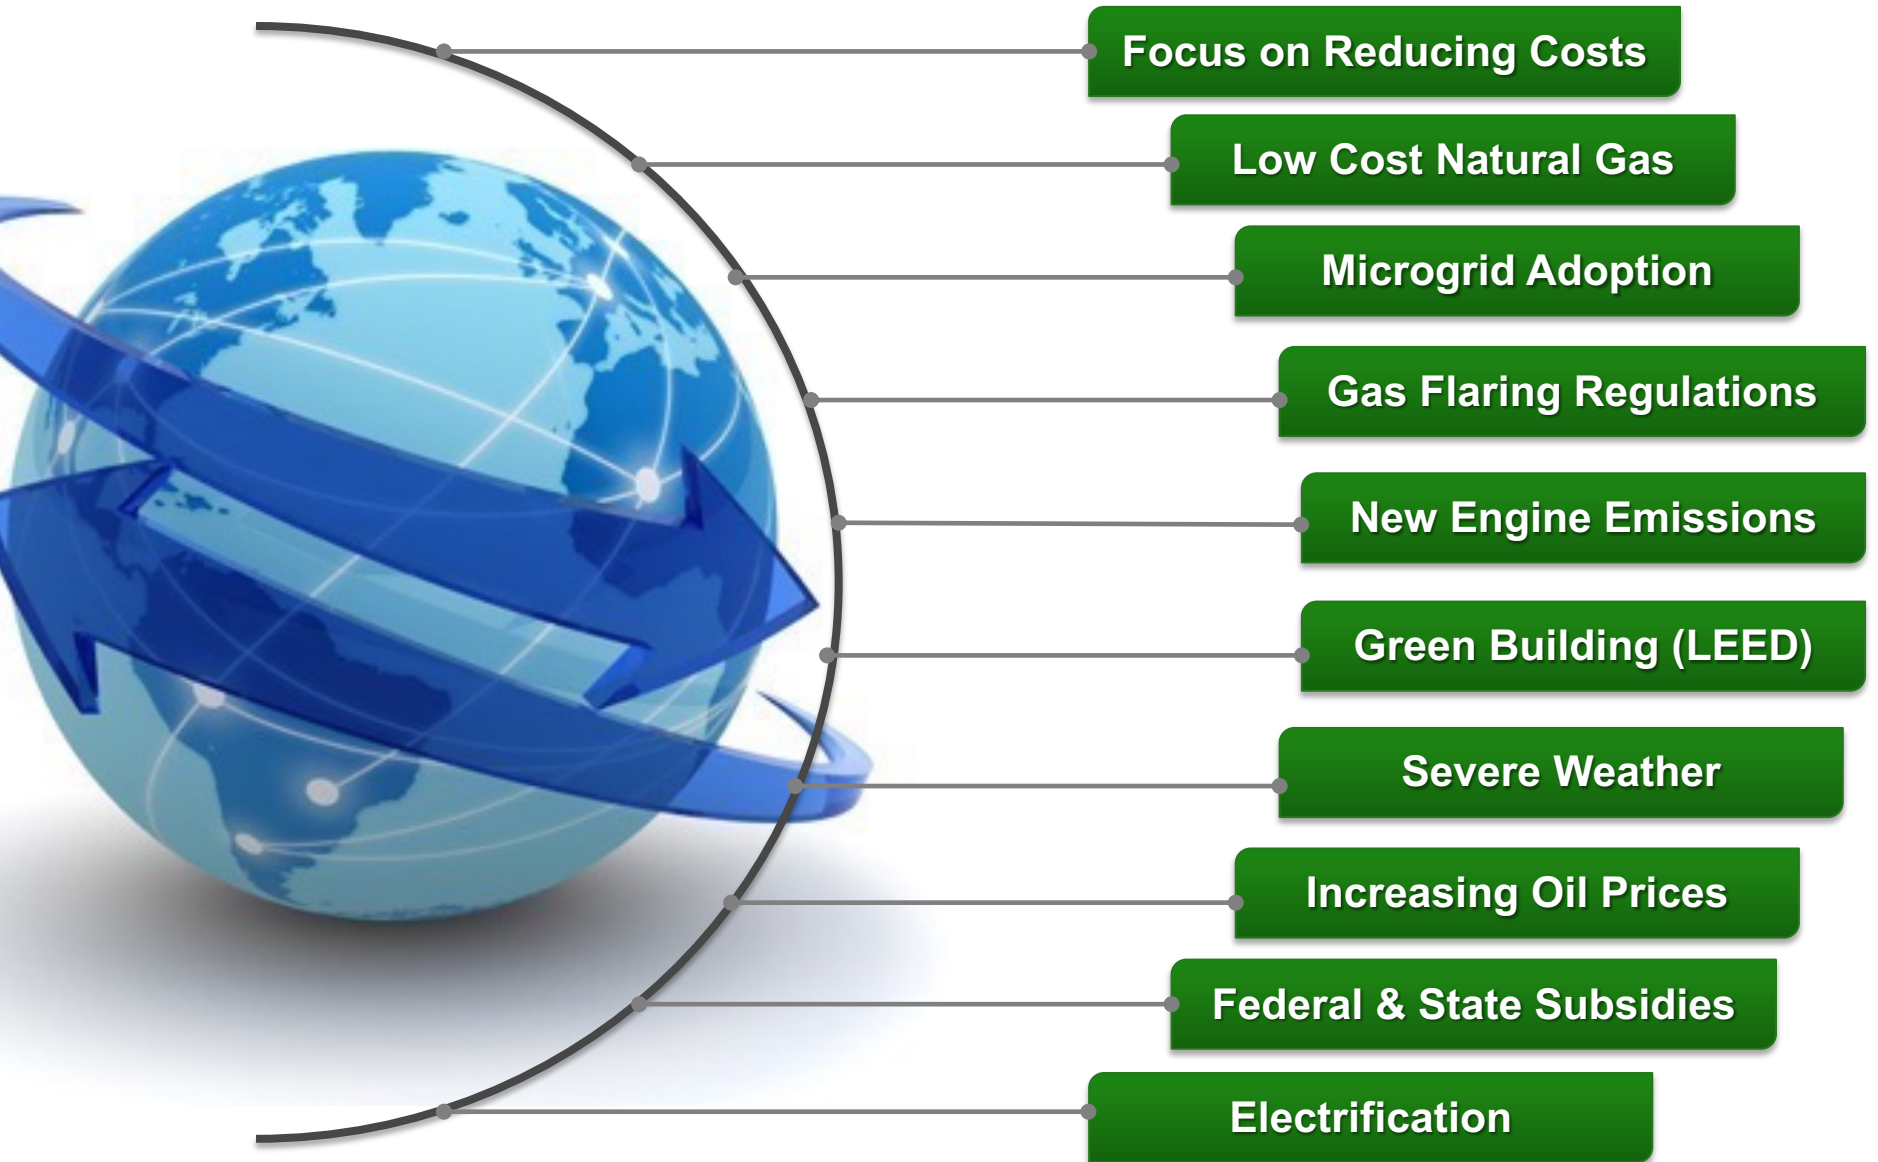 Focus on Reducing Costs
Low Cost Natural Gas
Microgrid Adoption
Gas Flaring Regulations
New Engine Emissions
Green Building (LEED)
Severe Weather
Increasing Oil Prices
Federal & State Subsidies
Electrification